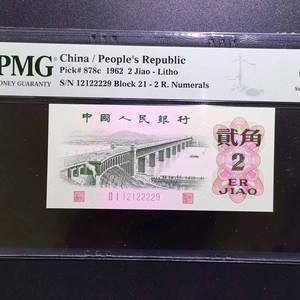 PMG
MONEY GUARANTY
China / People's Republic
Pick# 878c 1962 2 Jiao - Litho
S/N 12122229 Block 21 - 2 R. Numerals
中國人民銀行
貳角
2
ER
JIAO
II I 12122229